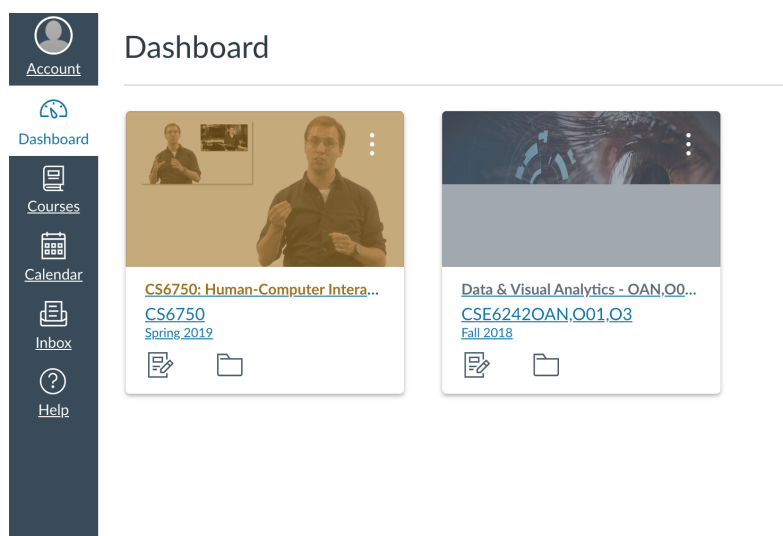 Account
Dashboard
Courses
Calendar
Inbox
Help
Dashboard
CS6750: Human-Computer Intera...
CS6750
Spring 2019
Data & Visual Analytics - OAN,O0...
CSE6242OAN,O01,O3
Fall 2018